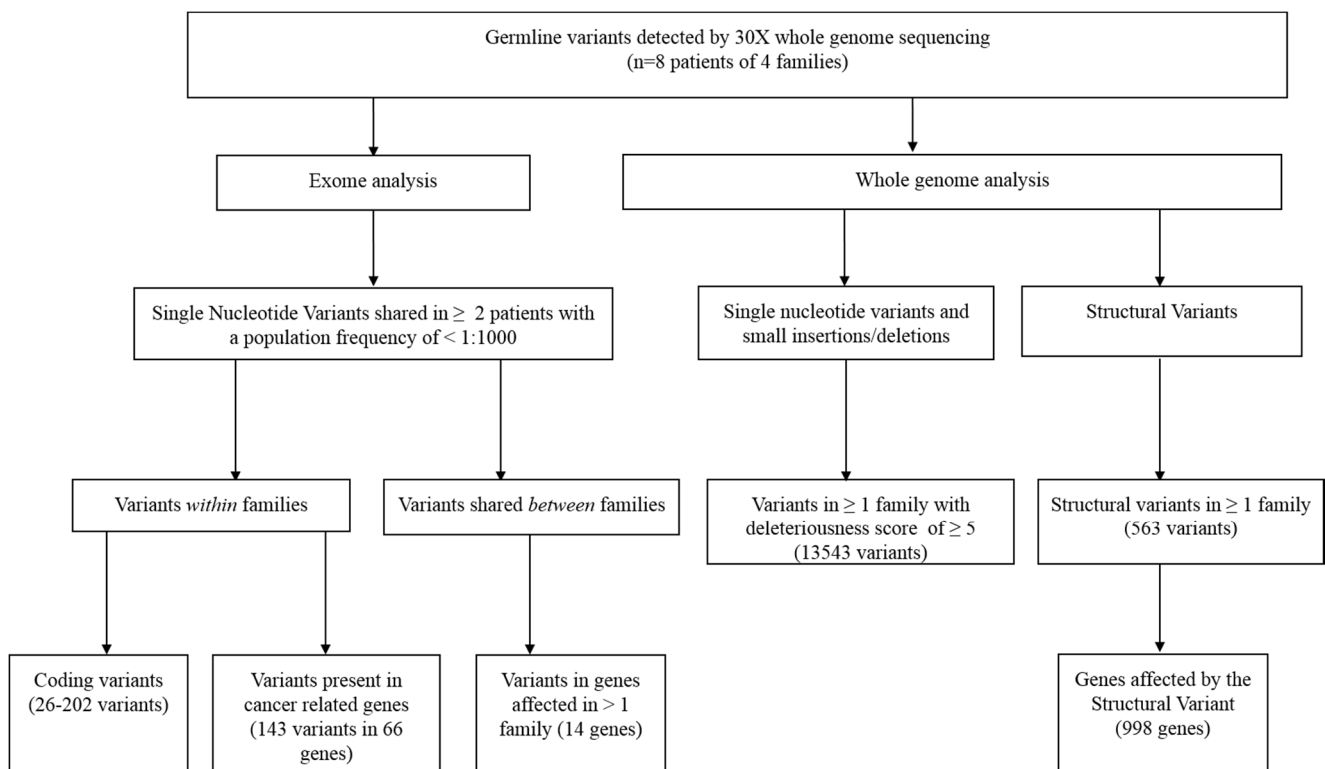 Germline variants detected by 30X whole genome sequencing
(n=8 patients of 4 families)
Exome analysis
Whole genome analysis
Single Nucleotide Variants shared in ≥ 2 patients with
a population frequency of < 1:1000
Single nucleotide variants and
small insertions/deletions
Structural Variants
Variants within families
Variants shared between families
Variants in ≥ 1 family with
deleteriousness score of ≥ 5
(13543 variants)
Structural variants in ≥ 1 family
(563 variants)
Coding variants
(26-202 variants)
Variants present in
cancer related genes
(143 variants in 66
genes)
Variants in genes
affected in > 1
family (14 genes)
Genes affected by the
Structural Variant
(998 genes)